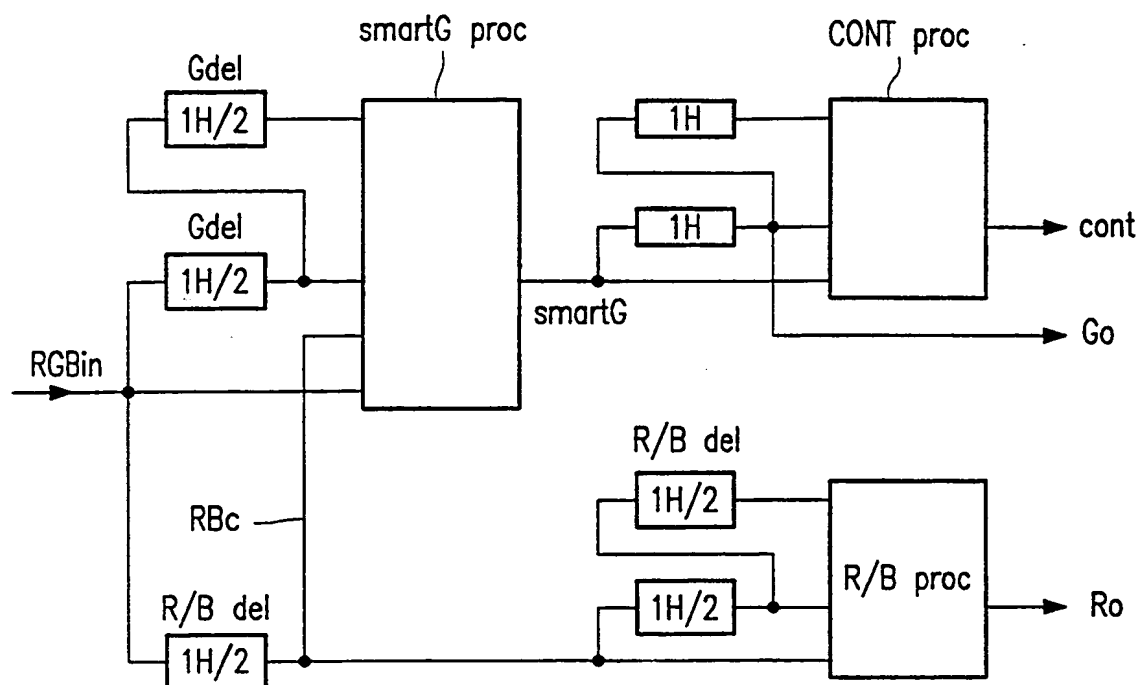 smartG proc
CONT proc
Gdel
1H/2
1H
Gdel
1H/2
1H
cont
smartG
Go
RGBin
R/B del
1H/2
RBc
R/B proc
1H/2
Ro
R/B del
1H/2